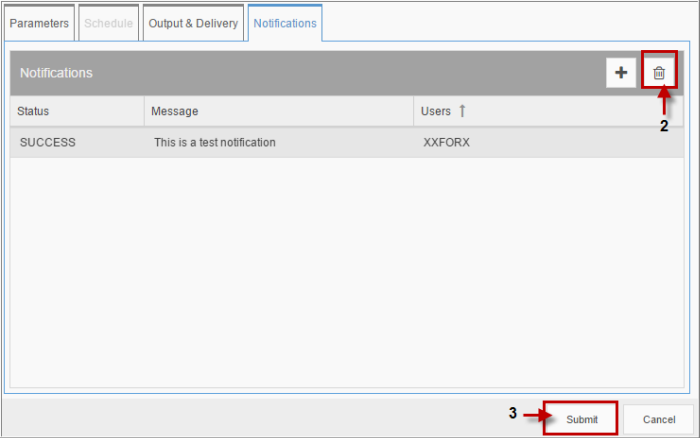 Parameters Schedule Output & Delivery Notifications
Notifications
2
Status Message Users
SUCCESS This is a test notification XXFORX
3 Submit Cancel